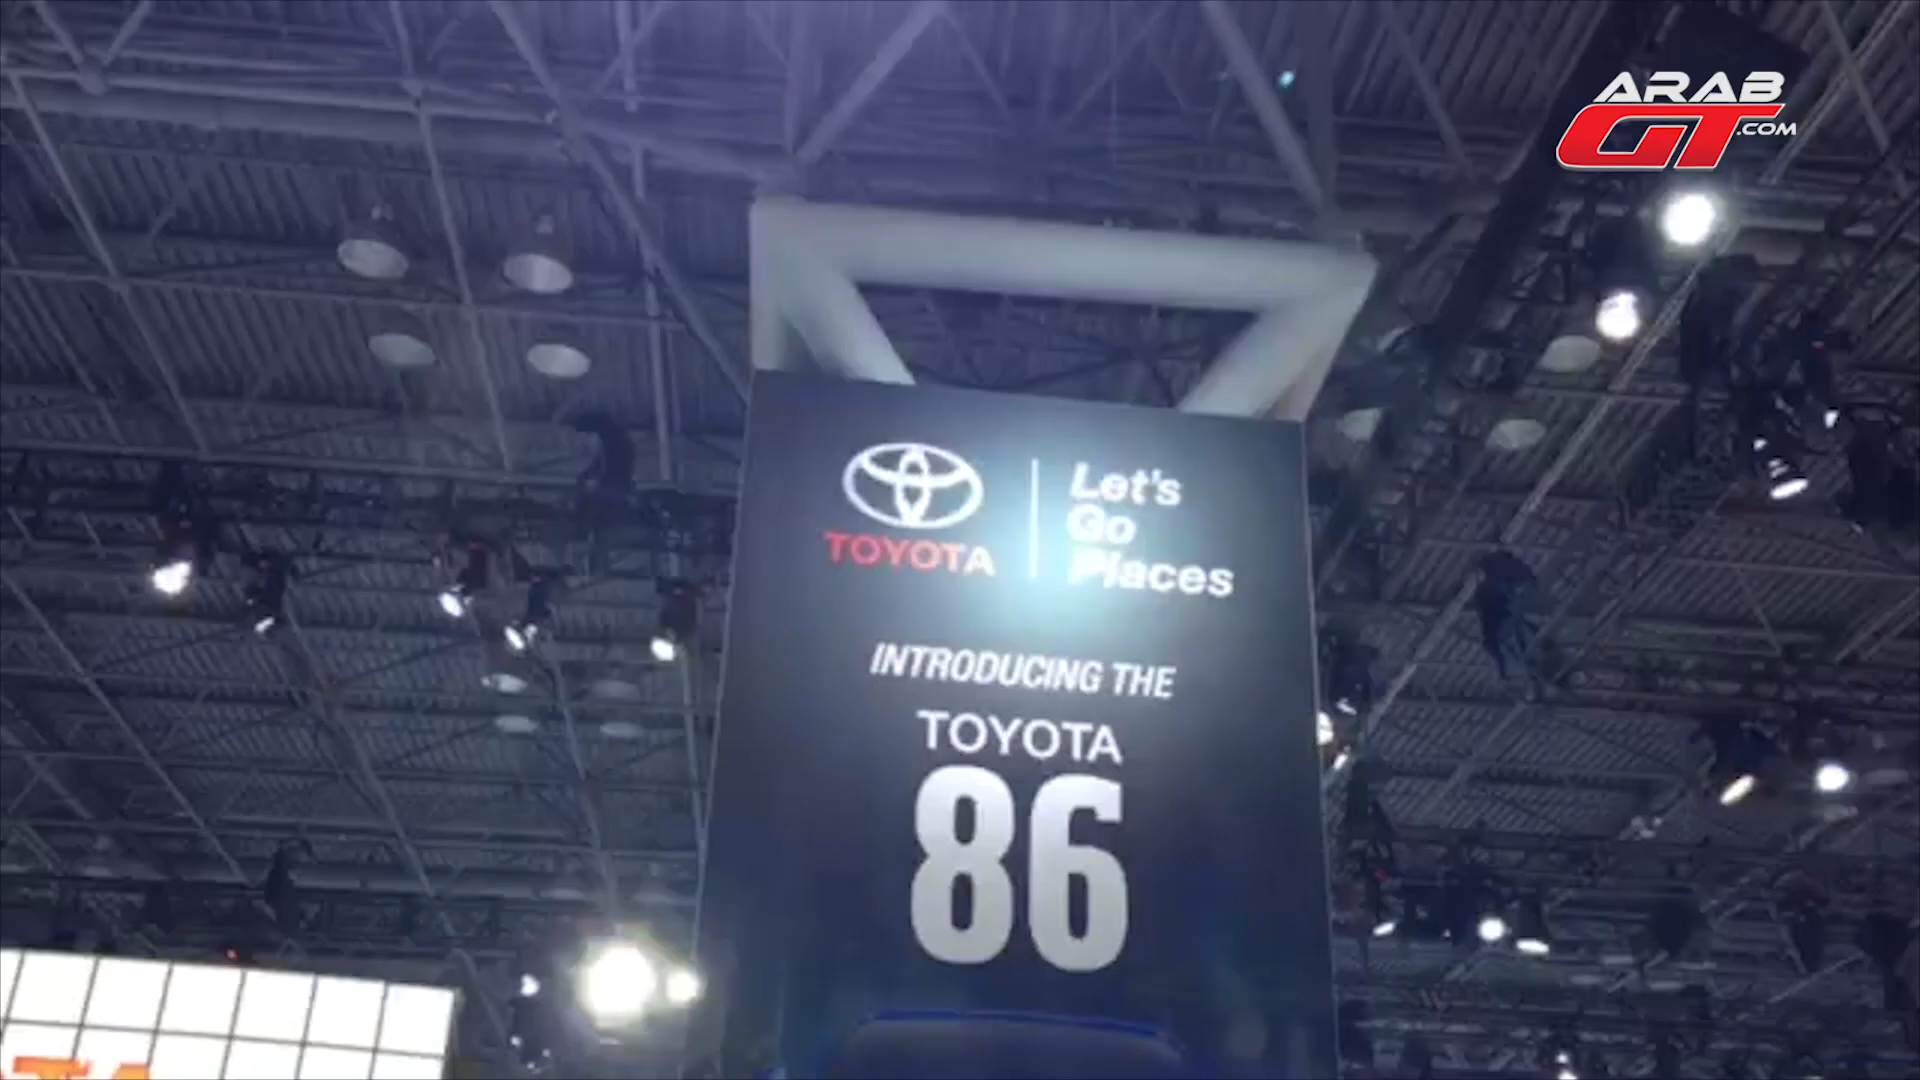 ARAB
GT.COM
TOYOTA
Let's
Go
Places
INTRODUCING THE
TOYOTA
86